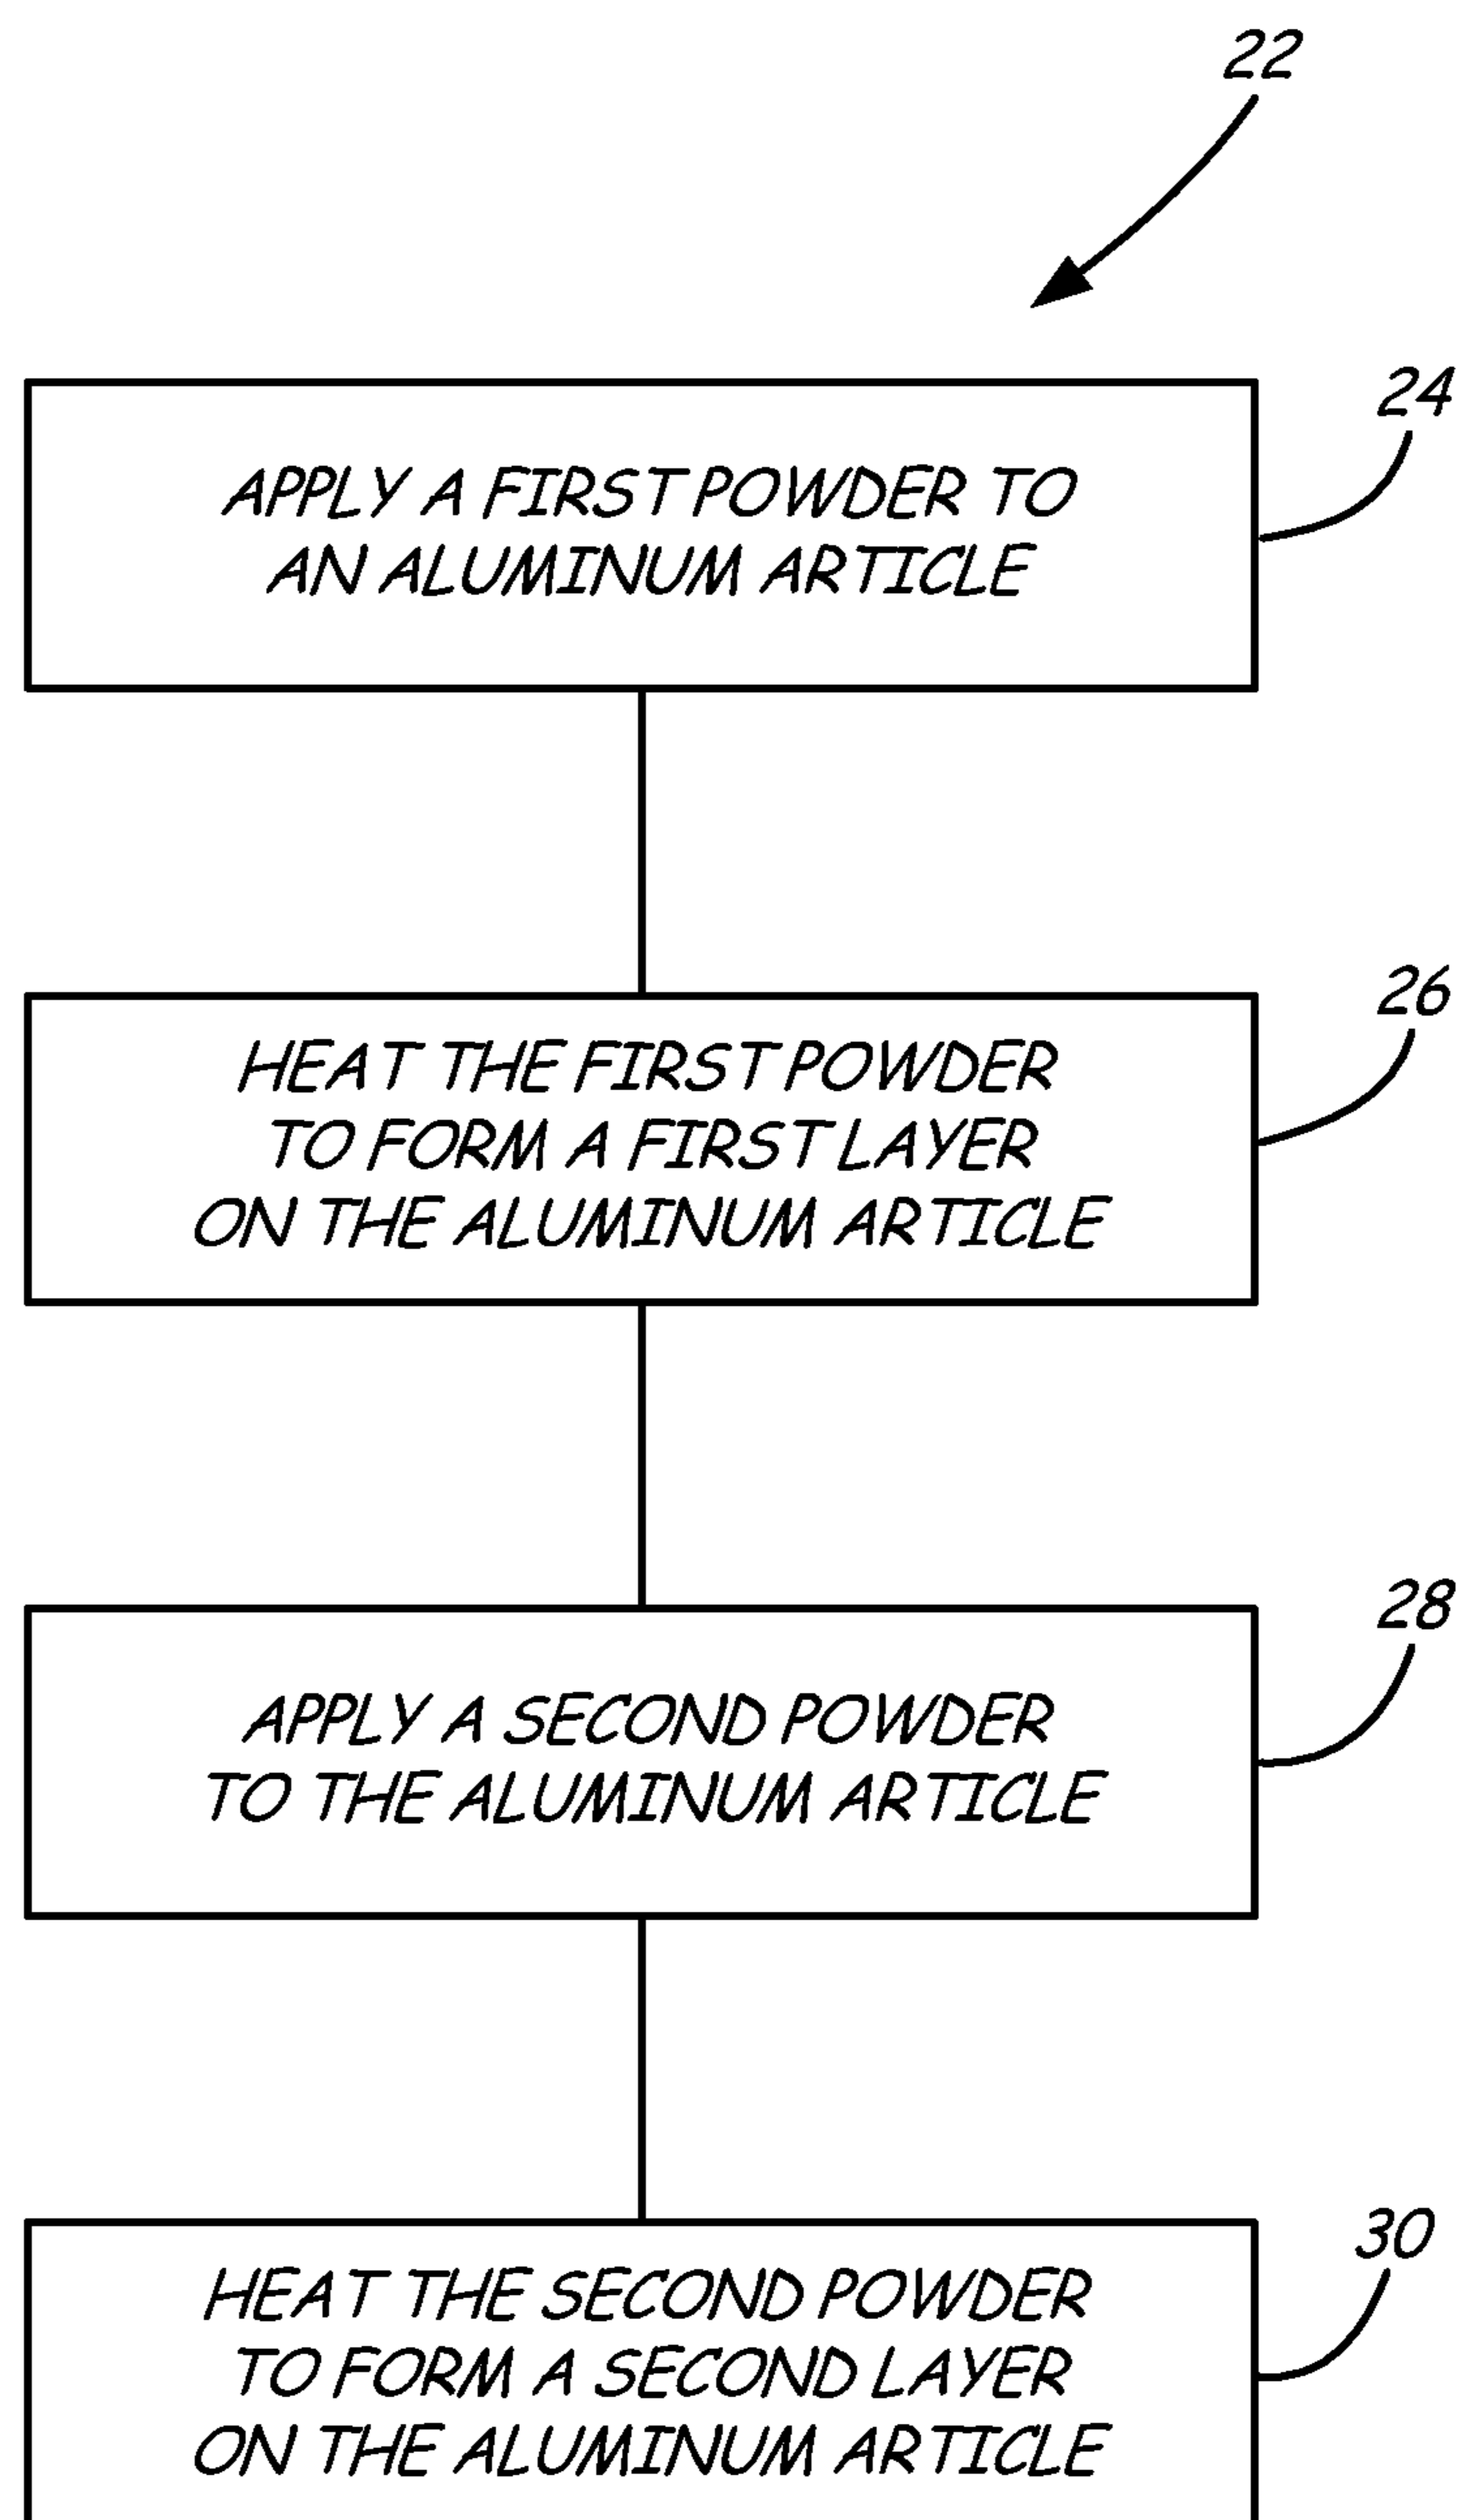 22
24
APPLY A FIRST POWDER TO
AN ALUMINUM ARTICLE
26
HEAT THE FIRST POWDER
TO FORM A FIRST LAYER
ON THE ALUMINUM ARTICLE
28
APPLY A SECOND POWDER
TO THE ALUMINUM ARTICLE
30
HEAT THE SECOND POWDER
TO FORM A SECOND LAYER
ON THE ALUMINUM ARTICLE